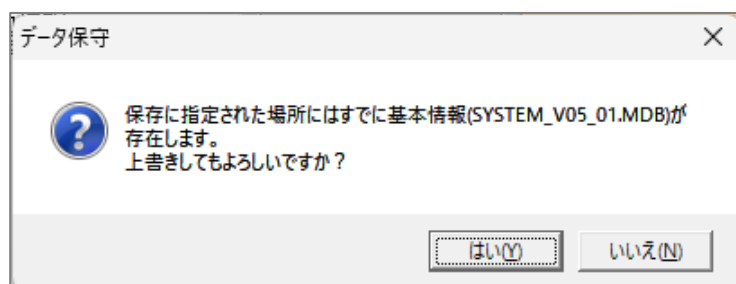 データ保守
保存に指定された場所にはすでに基本情報(SYSTEM_V05_01.MDB)が
存在します。
上書きしてもよろしいですか？
はい(Y)
いいえ(N)